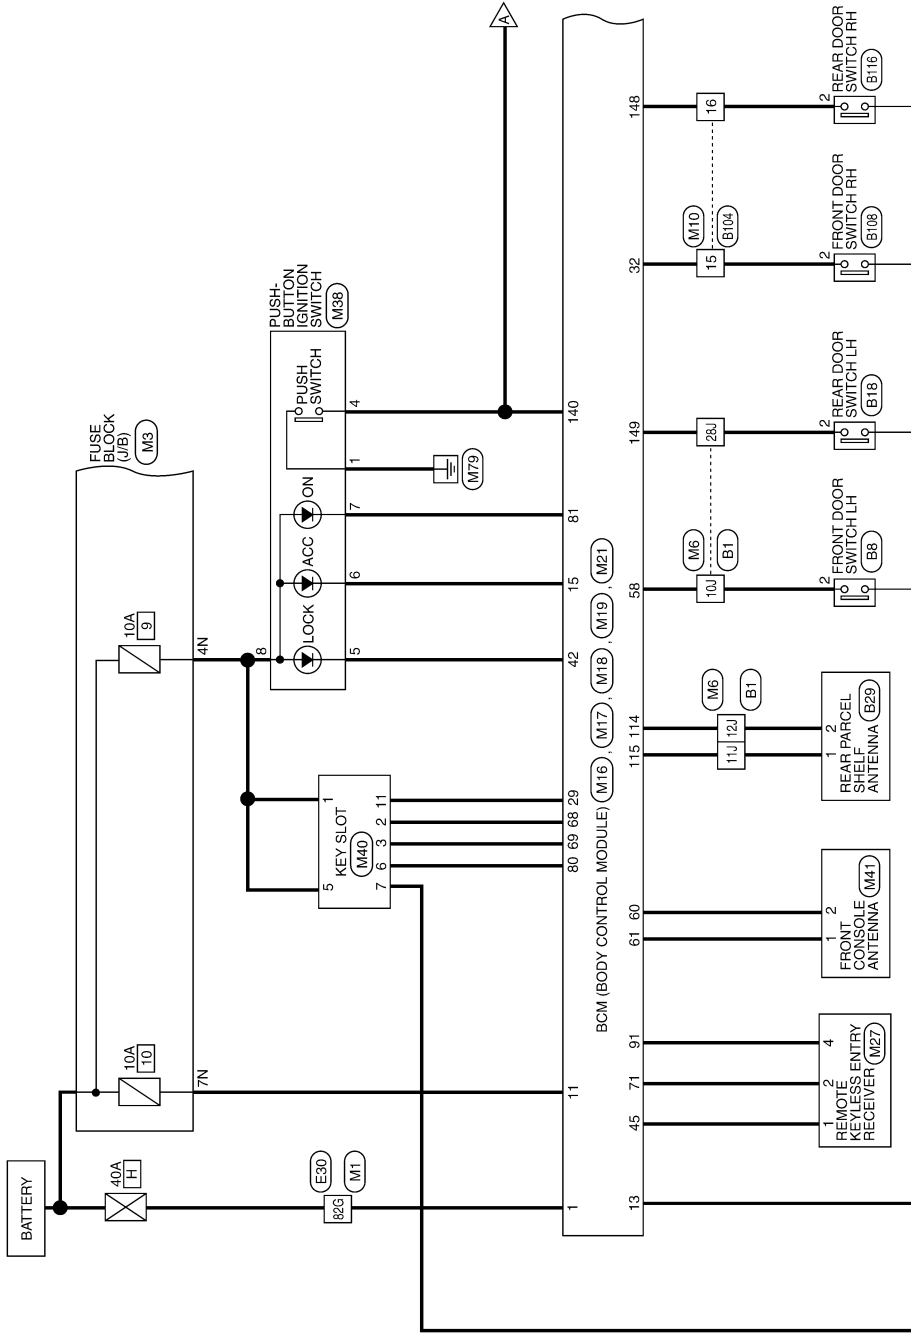 BATTERY
40A
H
E30
82G
M1
FUSE
BLOCK
(J/B)
M3
10A
10
7N
10A
9
4N
8
PUSH-
BUTTON
IGNITION
SWITCH
M38
LOCK
ACC
ON
PUSH
SWITCH
5
6
7
1
4
M79
A
KEY SLOT
M40
5
1
7
6
3
2
11
1
11
80
69
68
29
42
15
81
140
BCM (BODY CONTROL MODULE) M16 , M17 , M18 , M19 , M21
13
45
71
91
61
60
115
114
58
149
32
148
REMOTE
KEYLESS ENTRY
RECEIVER
M27
1
2
4
FRONT
CONSOLE
ANTENNA
M41
1
2
M6
11J
12J
B1
REAR PARCEL
SHELF
ANTENNA
B29
1
2
M6
10J
B1
28J
FRONT DOOR
SWITCH LH
B8
2
REAR DOOR
SWITCH LH
B18
2
M10
15
B104
16
FRONT DOOR
SWITCH RH
B108
2
REAR DOOR
SWITCH RH
B116
2